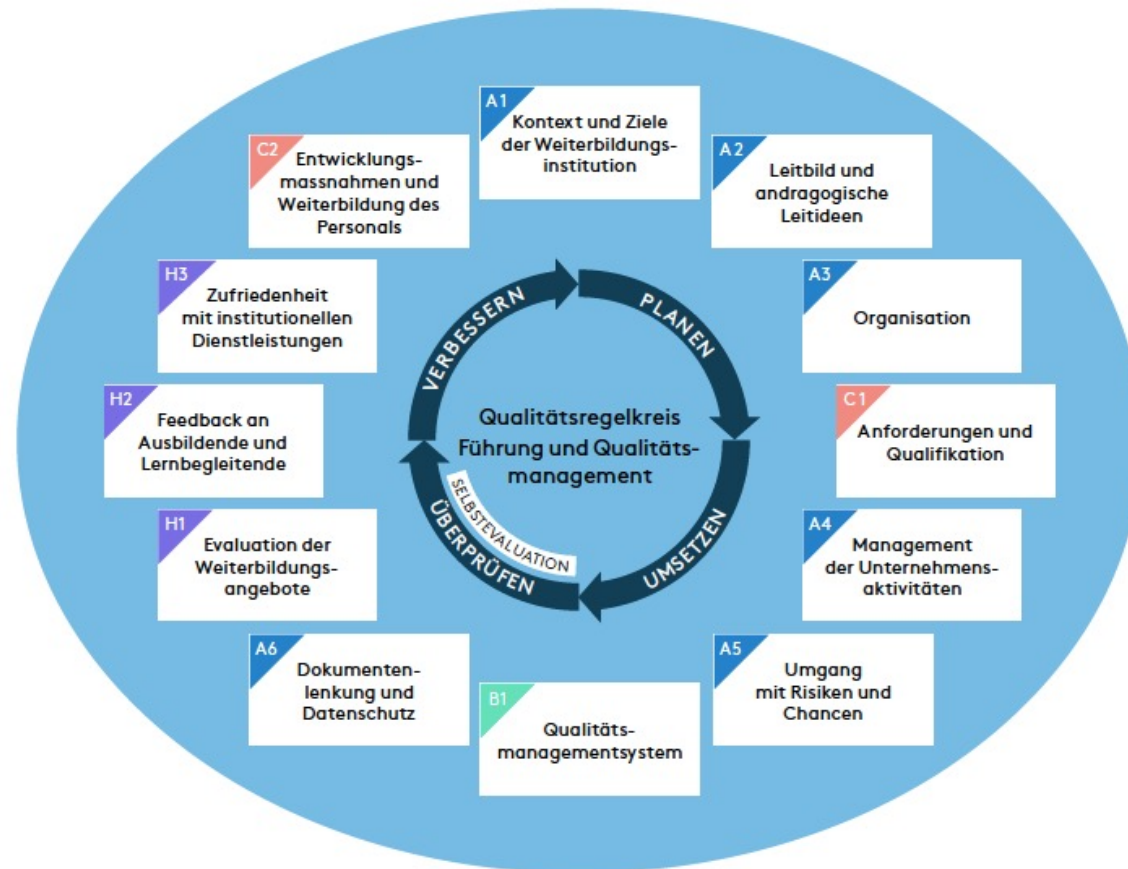 A1
Kontext und Ziele
der Weiterbildungs-
institution
A2
Leitbild und
andragogische
Leitideen
A3
Organisation
C1
Anforderungen und
Qualifikation
A4
Management
der Unternehmens-
aktivitäten
A5
Umgang
mit Risiken und
Chancen
B1
Qualitäts-
managementsystem
A6
Dokumenten-
lenkung und
Datenschutz
H1
Evaluation der
Weiterbildungs-
angebote
H2
Feedback an
Ausbildende und
Lernbegleitende
H3
Zufriedenheit
mit institutionellen
Dienstleistungen
C2
Entwicklungs-
massnahmen und
Weiterbildung des
Personals
PLANEN
UMSETZEN
ÜBERPRÜFEN
SELBSTEVALUATION
VERBESSERN
Qualitätsregelkreis
Führung und Qualitäts-
management